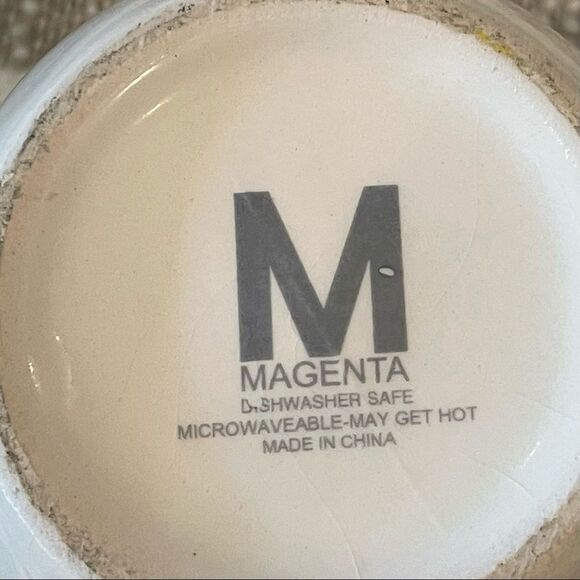 M
MAGENTA
DISHWASHER SAFE
MICROWAVEABLE-MAY GET HOT
MADE IN CHINA